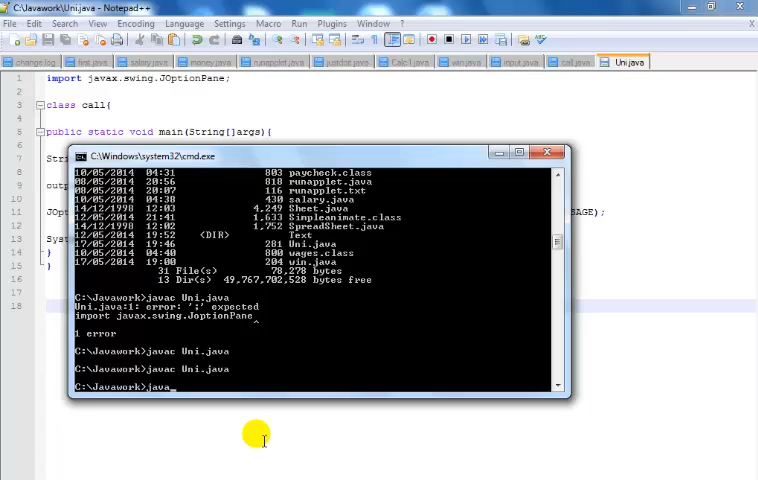 C:\Javawork\Uni.java - Notepad++
File Edit Search View Encoding Language Settings Macro Run Plugins Window ?
X
change.log first.java salary.java money.java runapplet.java justdot.java Calc1.java win.java input.java call.java Uni.java
1 import javax.swing.JOptionPane;
2
3 class call{
4
5 public static void main(String[]args){
6
7 Stri
8
9 outp
10
11 JOpt SAGE);
12
13 Syst
14 }
15 }
16
17
18
C:\Windows\system32\cmd.exe
10/05/2014 04:31 803 paycheck.class
08/05/2014 20:56 818 runapplet.java
08/05/2014 20:07 116 runapplet.txt
10/05/2014 04:38 430 salary.java
14/12/1998 12:03 4,249 Sheet.java
12/05/2014 21:41 1,633 Simpleanimate.class
14/12/1998 12:02 1,752 SpreadSheet.java
12/05/2014 19:52 <DIR> Text
17/05/2014 19:46 281 Uni.java
10/05/2014 04:40 800 wages.class
17/05/2014 19:00 204 win.java
31 File(s) 78,278 bytes
13 Dir(s) 49,767,702,528 bytes free
C:\Javawork>javac Uni.java
Uni.java:1: error: ';' expected
import javax.swing.JoptionPane
^
1 error
C:\Javawork>javac Uni.java
C:\Javawork>javac Uni.java
C:\Javawork>java_